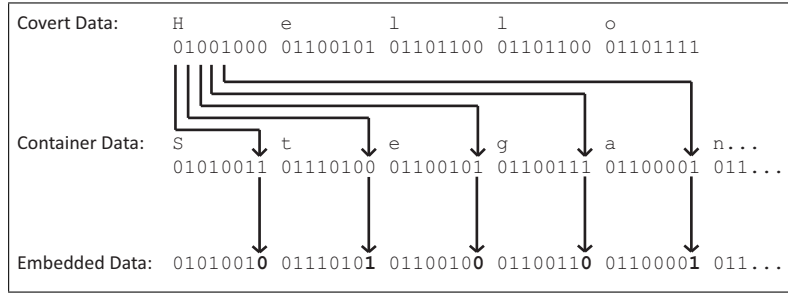 Covert Data: H e l l o
01001000 01100101 01101100 01101100 01101111
Container Data: S t e g a n...
01010011 01110100 01100101 01100111 01100001 011...
Embedded Data: 01010010 01110101 01100100 01100110 01100001 011...